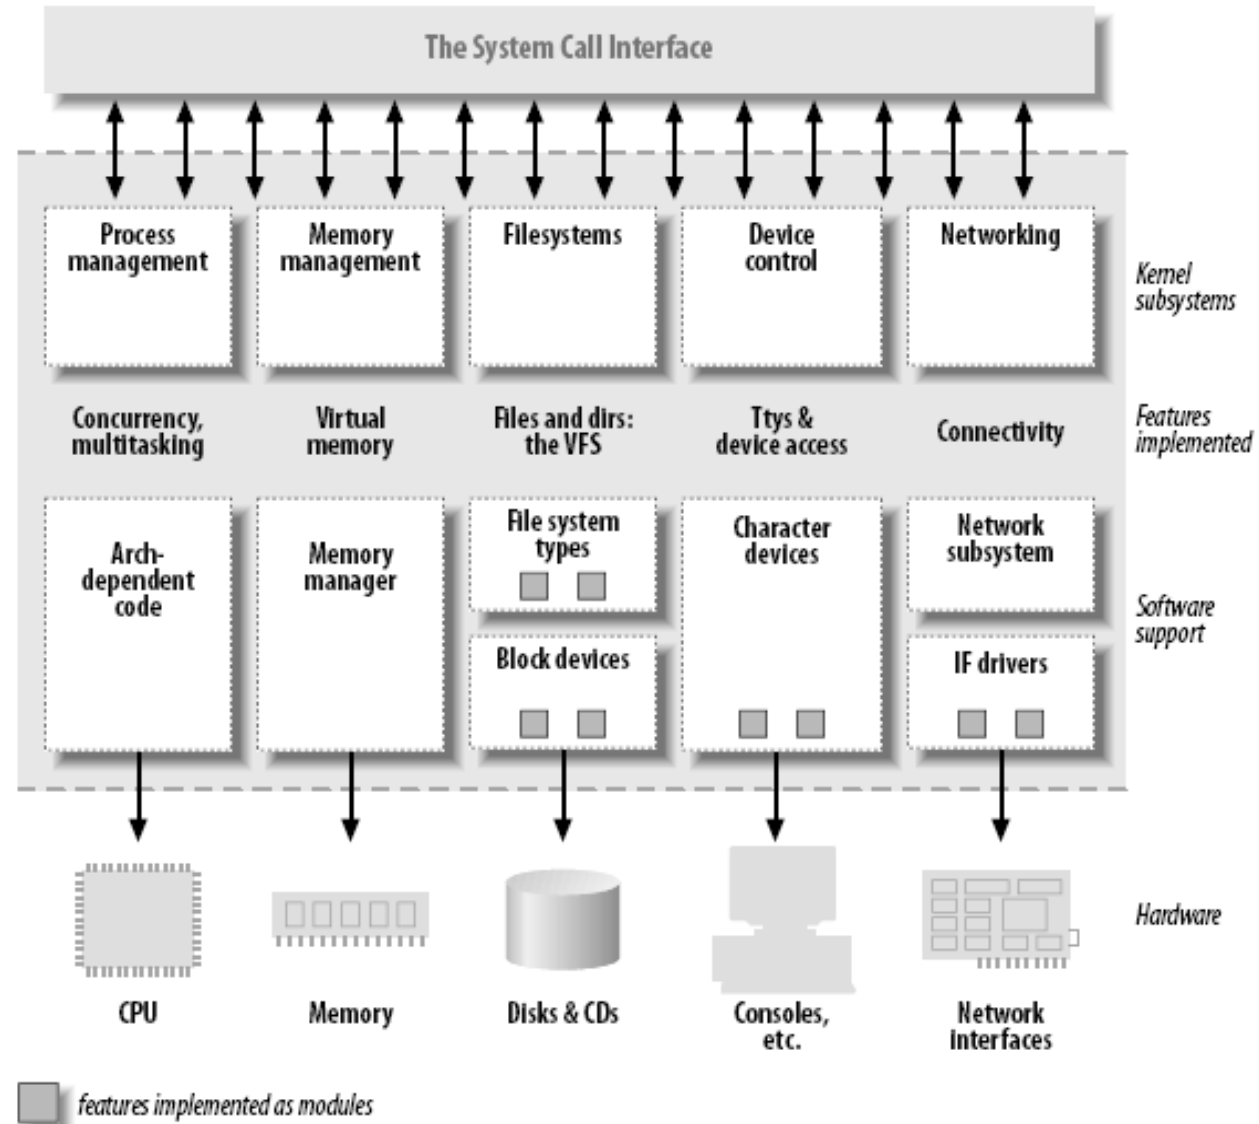 The System Call Interface
Process
management
Memory
management
Filesystems
Device
control
Networking
Kernel
subsystems
Concurrency,
multitasking
Virtual
memory
Files and dirs:
the VFS
Ttys &
device access
Connectivity
Features
implemented
Arch-
dependent
code
Memory
manager
File system
types
Block devices
Character
devices
Network
subsystem
IF drivers
Software
support
CPU
Memory
Disks & CDs
Consoles,
etc.
Network
interfaces
Hardware
features implemented as modules